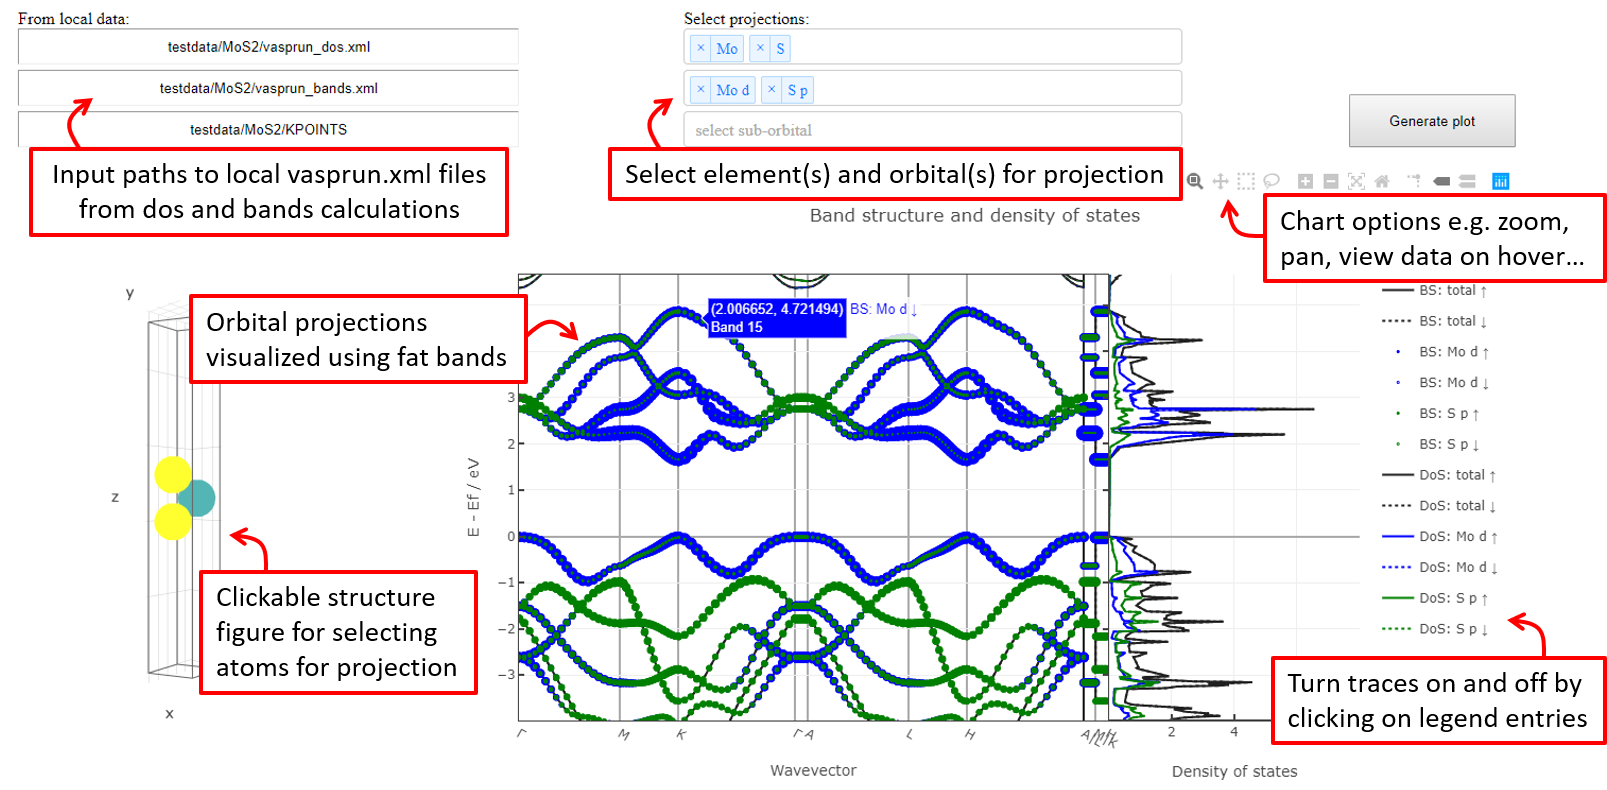 From local data:
testdata/MoS2/vasprun_dos.xml
testdata/MoS2/vasprun_bands.xml
testdata/MoS2/KPOINTS
Input paths to local vasprun.xml files
from dos and bands calculations
Select projections:
× Mo × S
× Mo d × S p
select sub-orbital
Select element(s) and orbital(s) for projection
Generate plot
Chart options e.g. zoom,
pan, view data on hover...
Band structure and density of states
y
z
x
Orbital projections
visualized using fat bands
Clickable structure
figure for selecting
atoms for projection
(2.006652, 4.721494)
Band 15
BS: Mo d ↓
E - Ef / eV
3
2
1
0
−1
−2
−3
Γ
M
K
Γ
A
L
H
A
Wavevector
2
4
Density of states
BS: total ↑
BS: total ↓
BS: Mo d ↑
BS: Mo d ↓
BS: S p ↑
BS: S p ↓
DoS: total ↑
DoS: total ↓
DoS: Mo d ↑
DoS: Mo d ↓
DoS: S p ↑
DoS: S p ↓
Turn traces on and off by
clicking on legend entries